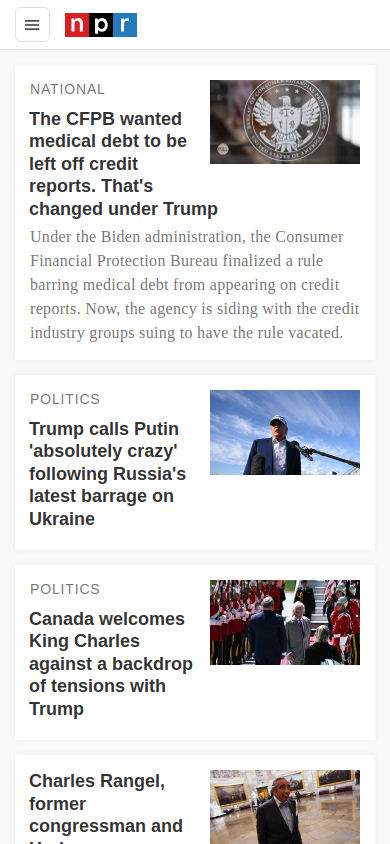 npr
NATIONAL
The CFPB wanted
medical debt to be
left off credit
reports. That's
changed under Trump
Under the Biden administration, the Consumer
Financial Protection Bureau finalized a rule
barring medical debt from appearing on credit
reports. Now, the agency is siding with the credit
industry groups suing to have the rule vacated.
POLITICS
Trump calls Putin
'absolutely crazy'
following Russia's
latest barrage on
Ukraine
POLITICS
Canada welcomes
King Charles
against a backdrop
of tensions with
Trump
Charles Rangel,
former
congressman and